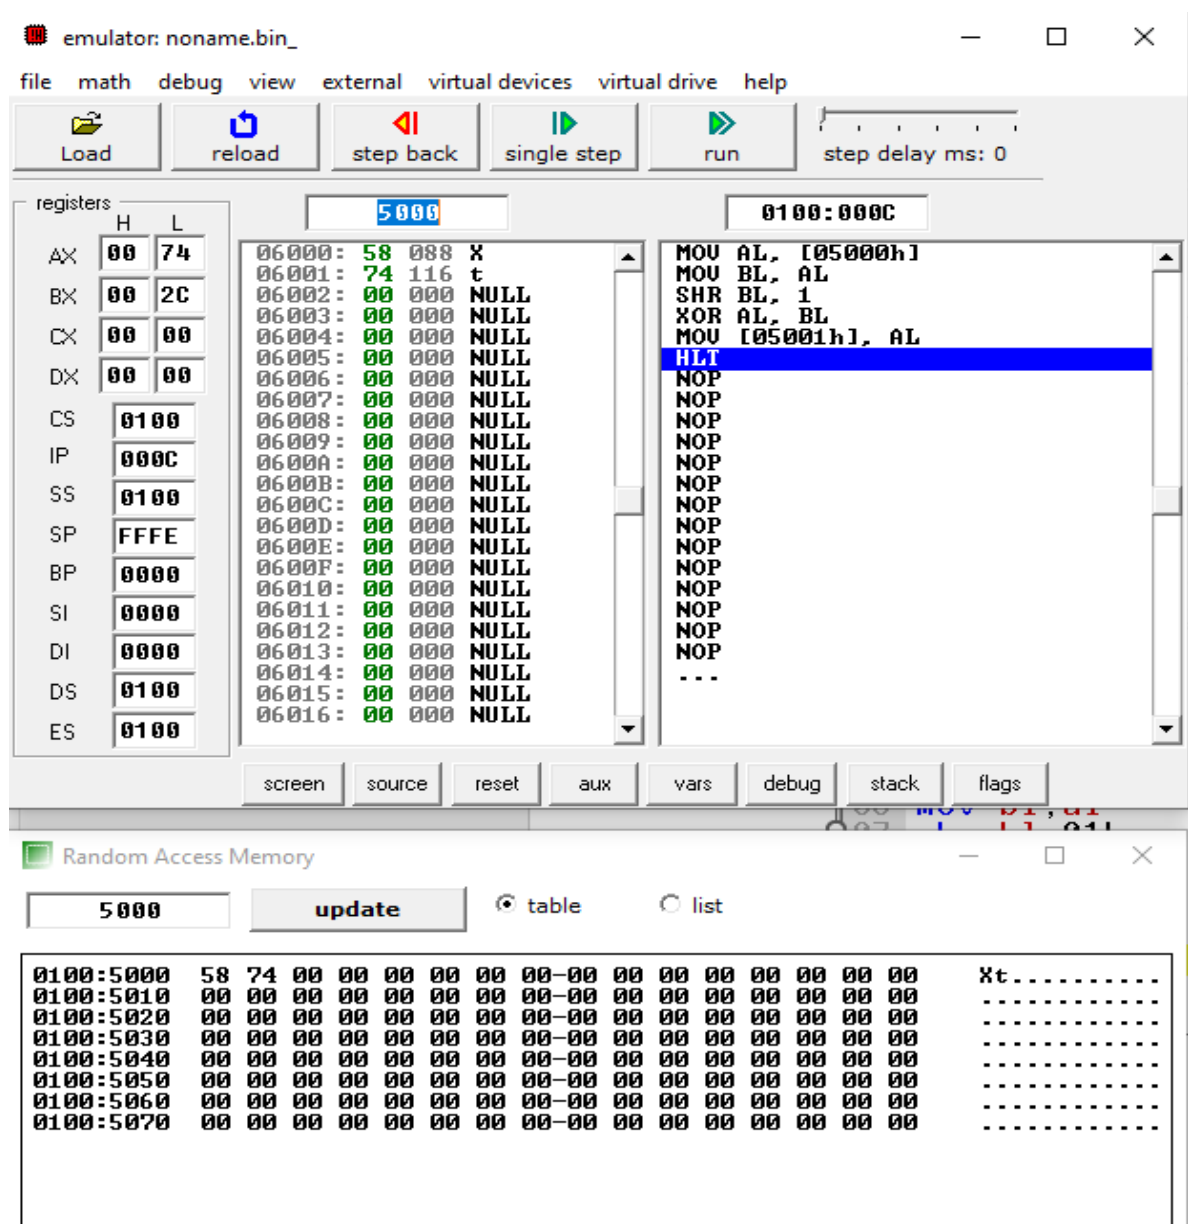 emulator: noname.bin_
file math debug view external virtual devices virtual drive help
Load reload step back single step run step delay ms: 0
registers
H L
5000
0100:000C
AX 00 74
BX 00 2C
CX 00 00
DX 00 00
CS 0100
IP 000C
SS 0100
SP FFFE
BP 0000
SI 0000
DI 0000
DS 0100
ES 0100
06000: 58 088 X
06001: 74 116 t
06002: 00 000 NULL
06003: 00 000 NULL
06004: 00 000 NULL
06005: 00 000 NULL
06006: 00 000 NULL
06007: 00 000 NULL
06008: 00 000 NULL
06009: 00 000 NULL
0600A: 00 000 NULL
0600B: 00 000 NULL
0600C: 00 000 NULL
0600D: 00 000 NULL
0600E: 00 000 NULL
0600F: 00 000 NULL
06010: 00 000 NULL
06011: 00 000 NULL
06012: 00 000 NULL
06013: 00 000 NULL
06014: 00 000 NULL
06015: 00 000 NULL
06016: 00 000 NULL
MOV AL, [05000h]
MOV BL, AL
SHR BL, 1
XOR AL, BL
MOV [05001h], AL
HLT
NOP
NOP
NOP
NOP
NOP
NOP
NOP
NOP
NOP
NOP
NOP
NOP
NOP
NOP
...
screen source reset aux vars debug stack flags
Random Access Memory
5000 update table list
0100:5000 58 74 00 00 00 00 00 00-00 00 00 00 00 00 00 00 Xt...........
0100:5010 00 00 00 00 00 00 00 00-00 00 00 00 00 00 00 00 ............
0100:5020 00 00 00 00 00 00 00 00-00 00 00 00 00 00 00 00 ............
0100:5030 00 00 00 00 00 00 00 00-00 00 00 00 00 00 00 00 ............
0100:5040 00 00 00 00 00 00 00 00-00 00 00 00 00 00 00 00 ............
0100:5050 00 00 00 00 00 00 00 00-00 00 00 00 00 00 00 00 ............
0100:5060 00 00 00 00 00 00 00 00-00 00 00 00 00 00 00 00 ............
0100:5070 00 00 00 00 00 00 00 00-00 00 00 00 00 00 00 00 ............